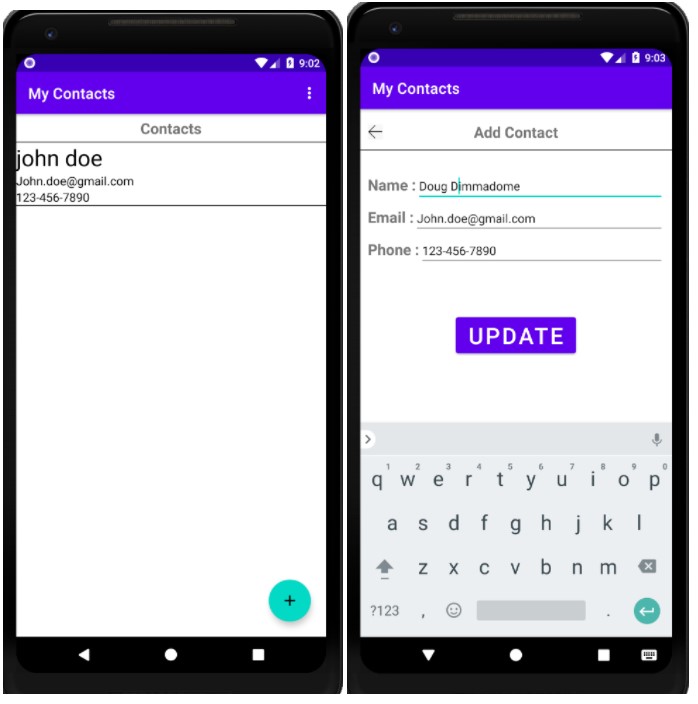 9:02
My Contacts
Contacts
john doe
John.doe@gmail.com
123-456-7890
+
9:03
My Contacts
Add Contact
Name : Doug Dimmadome
Email : John.doe@gmail.com
Phone : 123-456-7890
UPDATE
1 2 3 4 5 6 7 8 9 0
q w e r t y u i o p
a s d f g h j k l
z x c v b n m
?123 , .